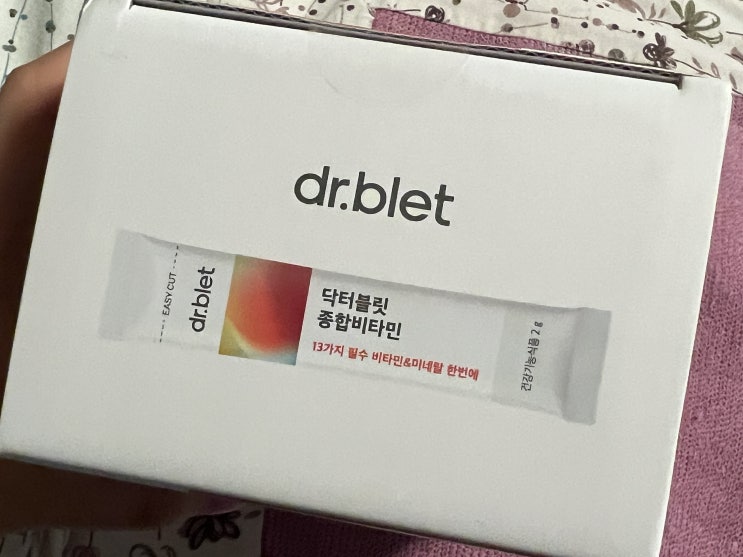 dr.blet
EASY CUT
dr.blet
닥터블릿
종합비타민
13가지 필수 비타민&미네랄 한번에
건강기능식품 2 g